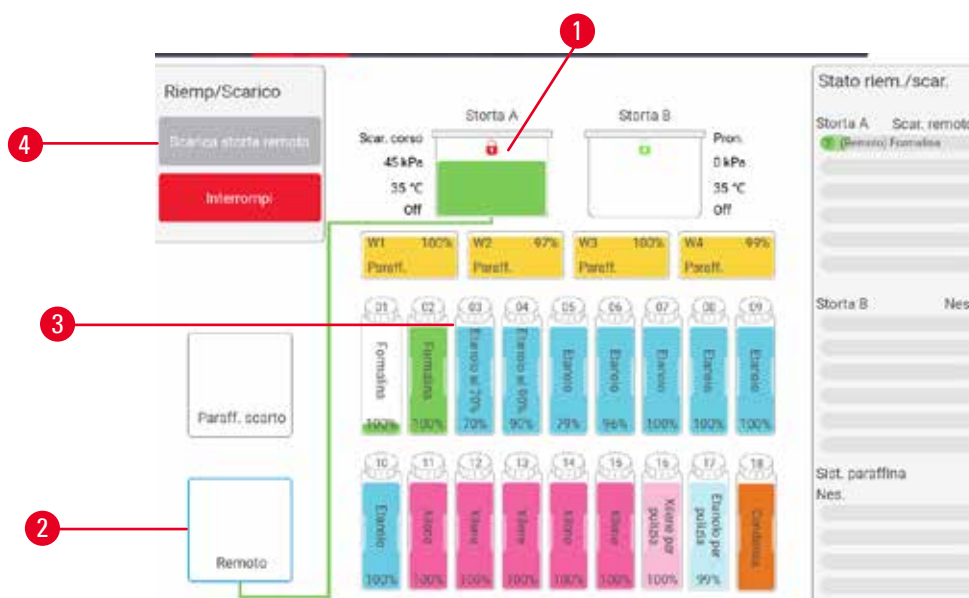 1
Riemp/Scarico
4
Scarica storte remoto
Interrompi
Storta A
Scar. corso
45 kPa
35 °C
Off
Storta B
Pron.
0 kPa
35 °C
Off
Stato riem./scar.
Storta A Scar. remoto
(Remoto) Formalina
W1 100%
Paraff.
W2 97%
Paraff.
W3 100%
Paraff.
W4 99%
Paraff.
3
01
Formalina
100%
02
Formalina
100%
03
Etanolo al 70%
70%
04
Etanolo al 90%
90%
05
Etanolo
79%
06
Etanolo
96%
07
Etanolo
100%
08
Etanolo
100%
09
Etanolo
100%
Storta B Nes
Paraff. scarto
2
Remoto
10
Etanolo
100%
11
Xilene
100%
12
Xilene
100%
13
Xilene
100%
14
Xilene
100%
15
Xilene
100%
16
Xilene per pulizia
100%
17
Etanolo per pulizia
99%
18
Condensa
Sist. paraffina
Nes.